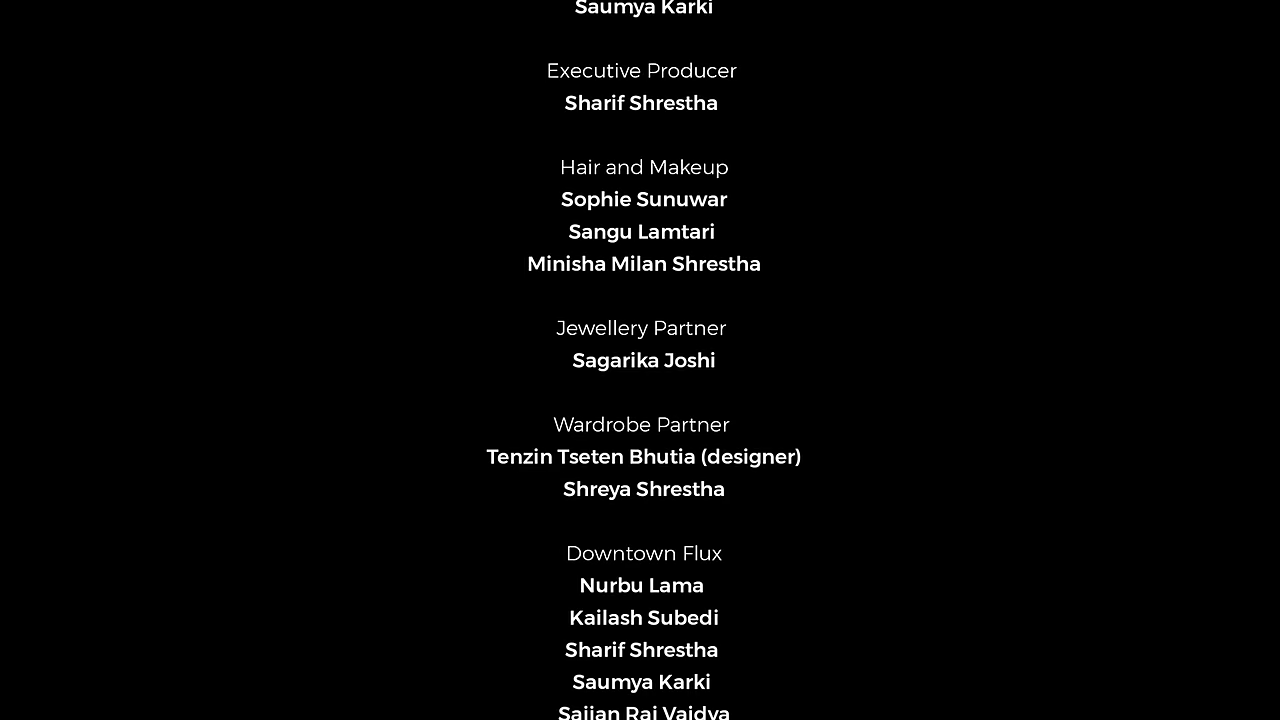 Saumya Karki
Executive Producer
Sharif Shrestha
Hair and Makeup
Sophie Sunuwar
Sangu Lamtari
Minisha Milan Shrestha
Jewellery Partner
Sagarika Joshi
Wardrobe Partner
Tenzin Tseten Bhutia (designer)
Shreya Shrestha
Downtown Flux
Nurbu Lama
Kailash Subedi
Sharif Shrestha
Saumya Karki
Sajjan Raj Vaidya